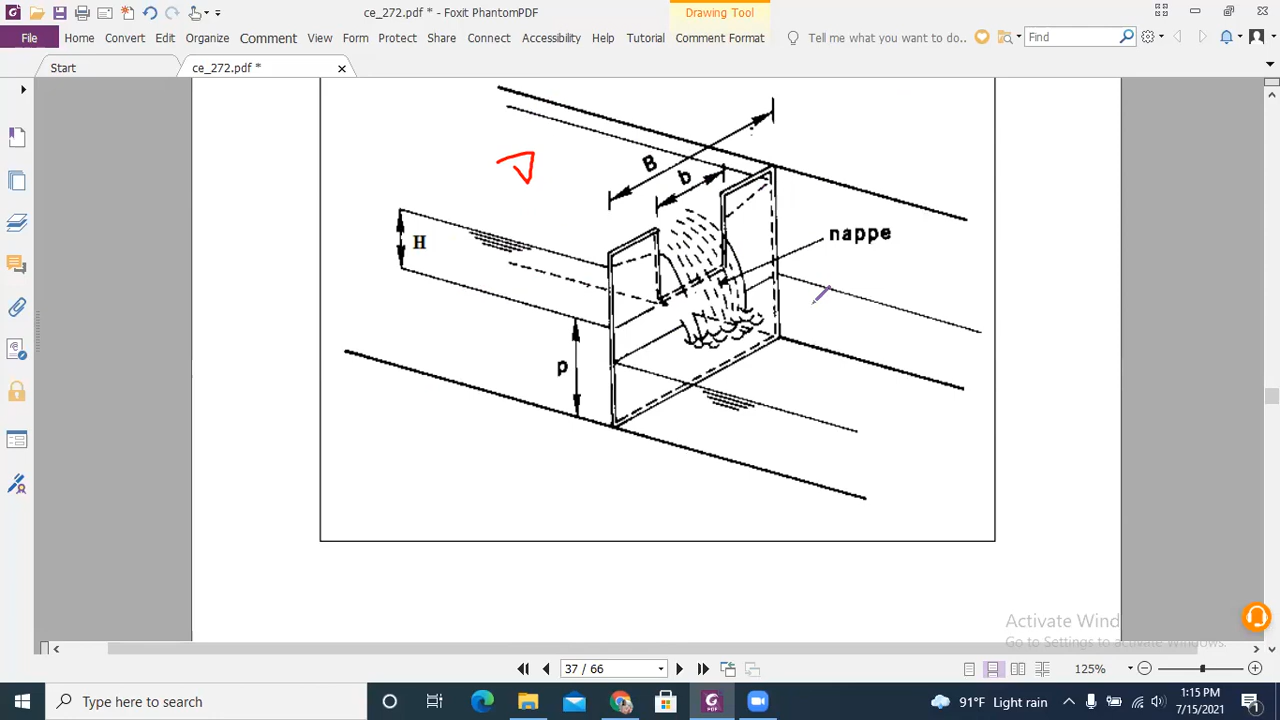 ce_272.pdf * - Foxit PhantomPDF
Drawing Tool
File Home Convert Edit Organize Comment View Form Protect Share Connect Accessibility Help Tutorial Comment Format Tell me what you want to do.. Find
Start ce_272.pdf *
B
b
H
nappe
p
Activate Wind
Go to Settings to activate Windows.
37 / 66
125%
Type here to search
91°F Light rain
1:15 PM
7/15/2021